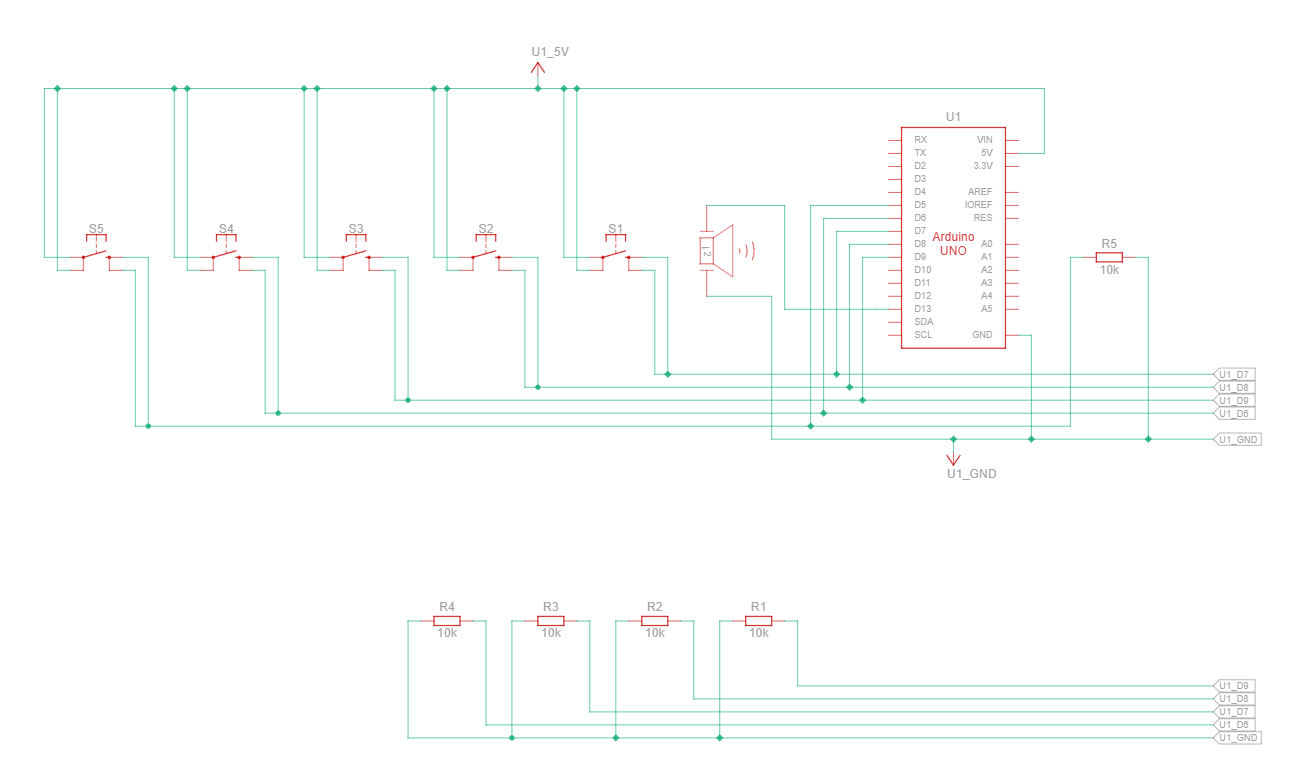 U1_5V
U1
RX VIN
TX 5V
D2 3.3V
D3
D4 AREF
D5 IOREF
D6 RES
D7
Arduino
UNO
D8 A0
D9 A1
D10 A2
D11 A3
D12 A4
D13 A5
SDA
SCL GND
S5 S4 S3 S2 S1
1 2
R5
10k
U1_D7
U1_D8
U1_D9
U1_D6
U1_GND
U1_GND
R4 R3 R2 R1
10k 10k 10k 10k
U1_D9
U1_D8
U1_D7
U1_D6
U1_GND